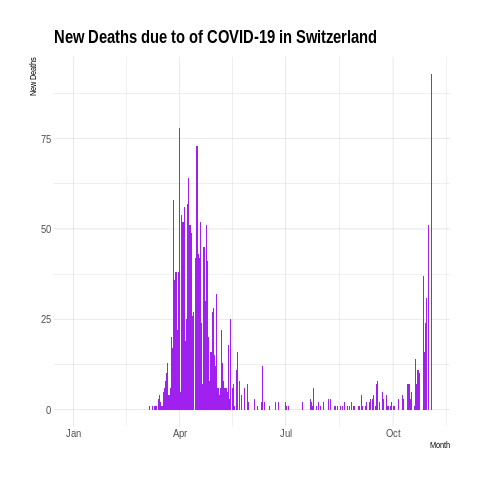 New Deaths due to of COVID-19 in Switzerland
New Deaths
75
50
25
0
Jan Apr Jul Oct
Month